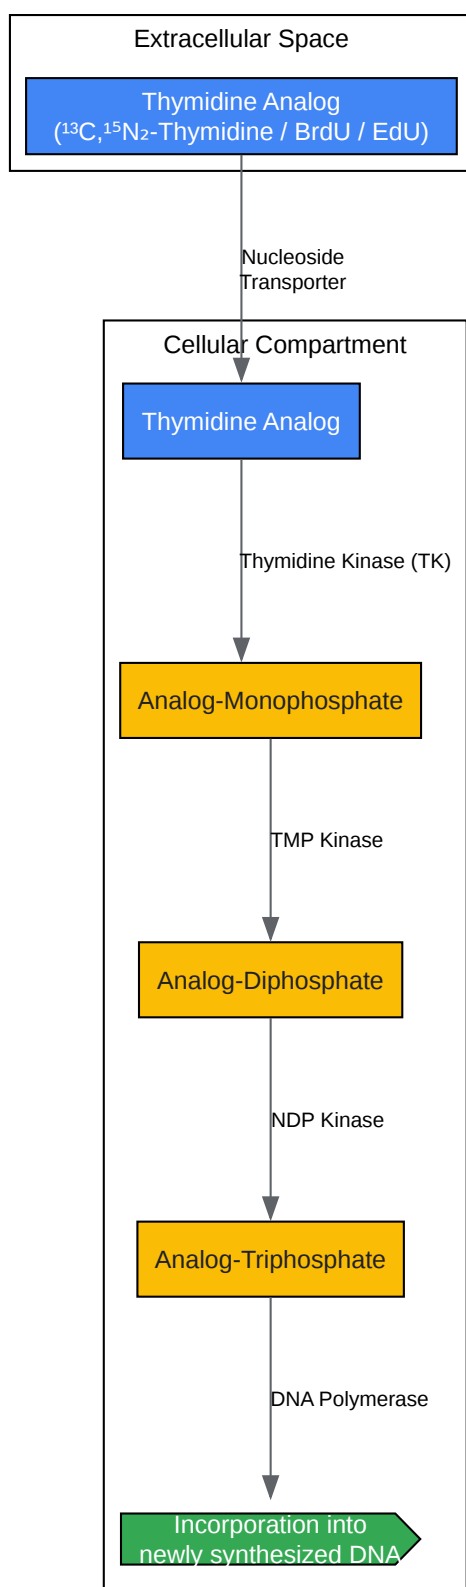 Extracellular Space
Thymidine Analog
(¹³C,¹⁵N₂-Thymidine / BrdU / EdU)
Nucleoside
Transporter
Cellular Compartment
Thymidine Analog
Thymidine Kinase (TK)
Analog-Monophosphate
TMP Kinase
Analog-Diphosphate
NDP Kinase
Analog-Triphosphate
DNA Polymerase
Incorporation into
newly synthesized DNA